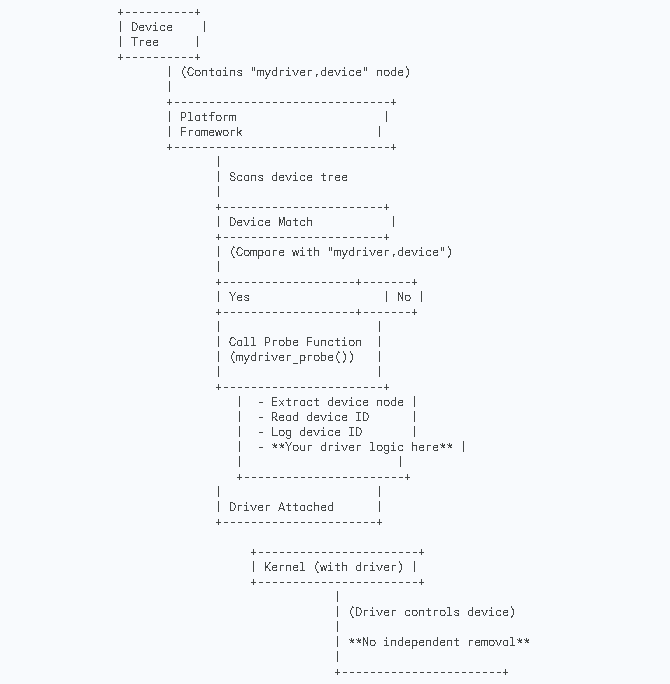 +----------+
| Device    |
| Tree     |
+----------+
| (Contains "mydriver,device" node)
|
+-------------------------------+
| Platform                     |
| Framework                   |
+-------------------------------+
|
| Scans device tree
|
+-----------------------+
| Device Match           |
+-----------------------+
| (Compare with "mydriver,device")
|
+-------------------+-------+
| Yes                   | No |
+-------------------+-------+
|                      |
| Call Probe Function  |
| (mydriver_probe())   |
|                      |
+-----------------------+
|  - Extract device node |
|  - Read device ID      |
|  - Log device ID       |
|  - **Your driver logic here** |
|                      |
+-----------------------+
|                      |
| Driver Attached      |
+----------------------+
+-----------------------+
| Kernel (with driver) |
+-----------------------+
|
| (Driver controls device)
|
| **No independent removal**
|
+-----------------------+